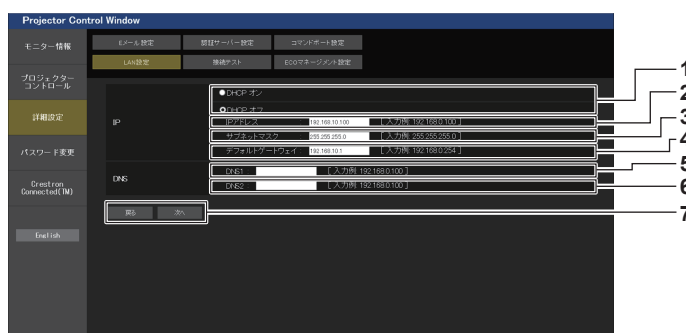 Projector Control Window
モニター情報
プロジェクター
コントロール
詳細設定
パスワード変更
Crestron
Connected(TM)
English
Eメール設定
認証サーバー設定
コマンドポート設定
LAN設定
接続テスト
ECOマネージメント設定
IP
DHCP オン
DHCP オフ
IPアドレス 192.168.10.100 [ 入力例: 192.168.0.100 ]
サブネットマスク 255.255.255.0 [ 入力例: 255.255.255.0 ]
デフォルトゲートウェイ 192.168.10.1 [ 入力例: 192.168.0.254 ]
DNS
DNS1 [ 入力例: 192.168.0.100 ]
DNS2 [ 入力例: 192.168.0.100 ]
戻る 次へ
1
2
3
4
5
6
7